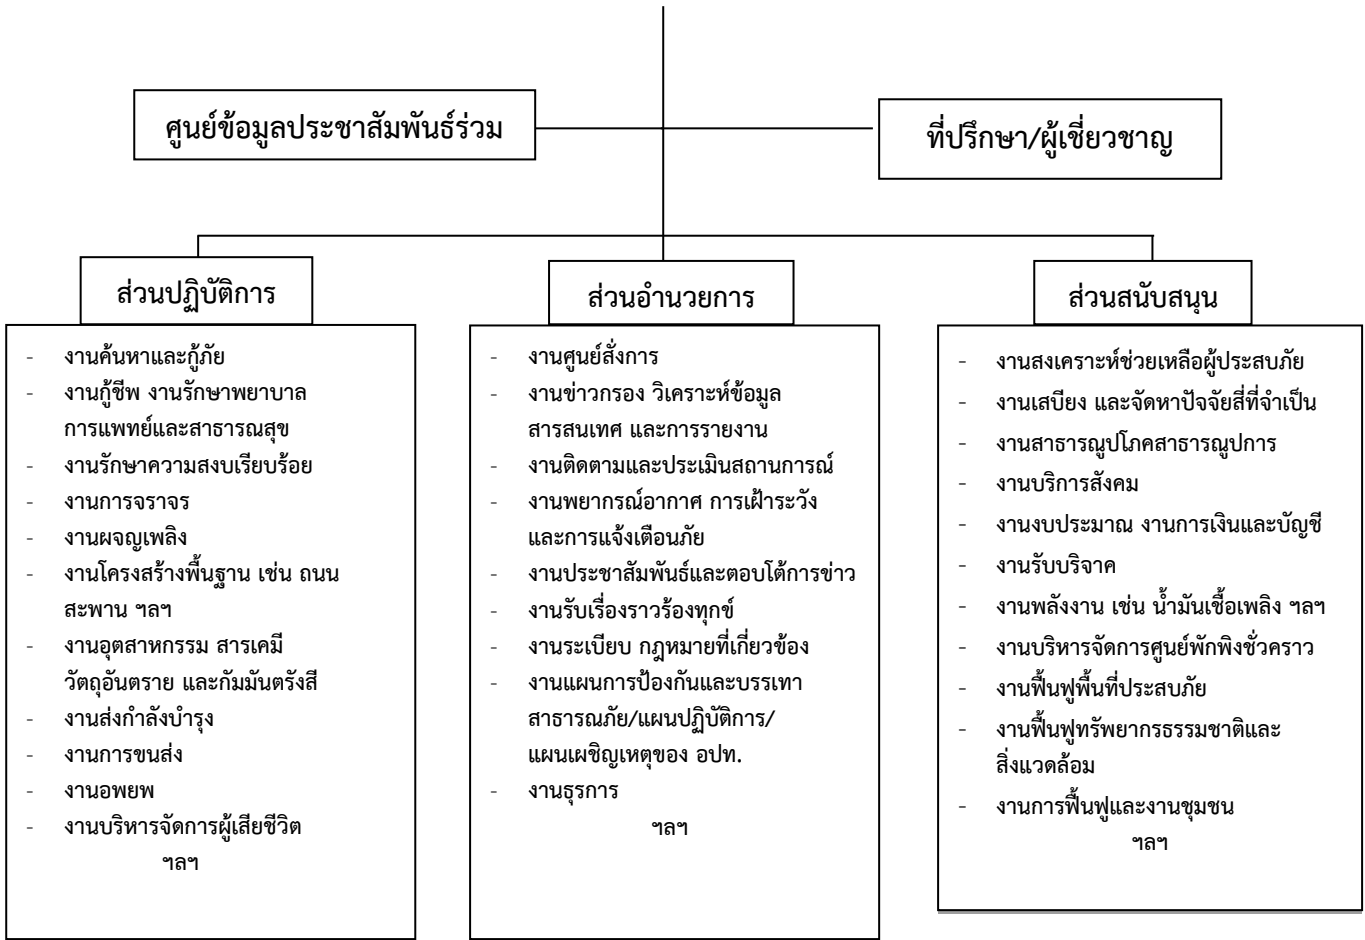 ศูนย์ข้อมูลประชาสัมพันธ์ร่วม
ที่ปรึกษา/ผู้เชี่ยวชาญ
ส่วนปฏิบัติการ
- งานค้นหาและกู้ภัย
- งานกู้ชีพ งานรักษาพยาบาล
การแพทย์และสาธารณสุข
- งานรักษาความสงบเรียบร้อย
- งานการจราจร
- งานผจญเพลิง
- งานโครงสร้างพื้นฐาน เช่น ถนน
สะพาน ฯลฯ
- งานอุตสาหกรรม สารเคมี
วัตถุอันตราย และกัมมันตรังสี
- งานส่งกำลังบำรุง
- งานการขนส่ง
- งานอพยพ
- งานบริหารจัดการผู้เสียชีวิต
ฯลฯ
ส่วนอำนวยการ
- งานศูนย์สั่งการ
- งานข่าวกรอง วิเคราะห์ข้อมูล
สารสนเทศ และการรายงาน
- งานติดตามและประเมินสถานการณ์
- งานพยากรณ์อากาศ การเฝ้าระวัง
และการแจ้งเตือนภัย
- งานประชาสัมพันธ์และตอบโต้การข่าว
- งานรับเรื่องราวร้องทุกข์
- งานระเบียบ กฎหมายที่เกี่ยวข้อง
- งานแผนการป้องกันและบรรเทา
สาธารณภัย/แผนปฏิบัติการ/
แผนเผชิญเหตุของ อปท.
- งานธุรการ
ฯลฯ
ส่วนสนับสนุน
- งานสงเคราะห์ช่วยเหลือผู้ประสบภัย
- งานเสบียง และจัดหาปัจจัยสี่ที่จำเป็น
- งานสาธารณูปโภคสาธารณูปการ
- งานบริการสังคม
- งานงบประมาณ งานการเงินและบัญชี
- งานรับบริจาค
- งานพลังงาน เช่น น้ำมันเชื้อเพลิง ฯลฯ
- งานบริหารจัดการศูนย์พักพิงชั่วคราว
- งานฟื้นฟูพื้นที่ประสบภัย
- งานฟื้นฟูทรัพยากรธรรมชาติและ
สิ่งแวดล้อม
- งานการฟื้นฟูและงานชุมชน
ฯลฯ